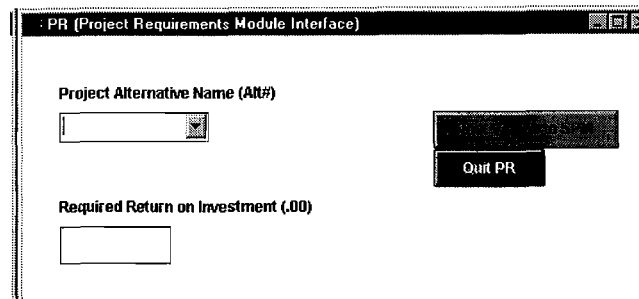 : PR (Project Requirements Module Interface)
Project Alternative Name (Alt#)
Quit PR
Required Return on Investment (.00)